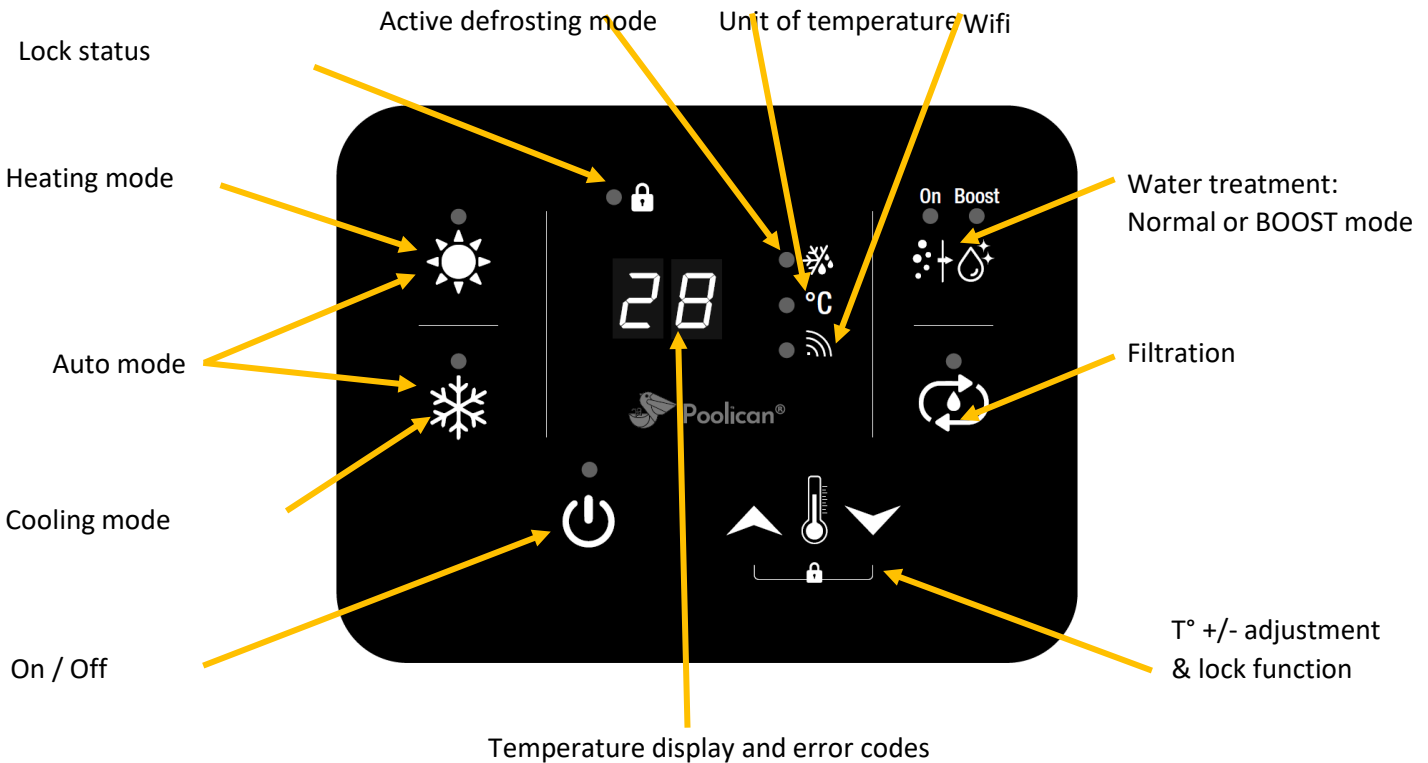 Active defrosting mode
Unit of temperature
Wifi
Lock status
Heating mode
On Boost
Water treatment:
Normal or BOOST mode
28
°C
Auto mode
Filtration
Poolican®
Cooling mode
T° +/- adjustment
& lock function
On / Off
Temperature display and error codes